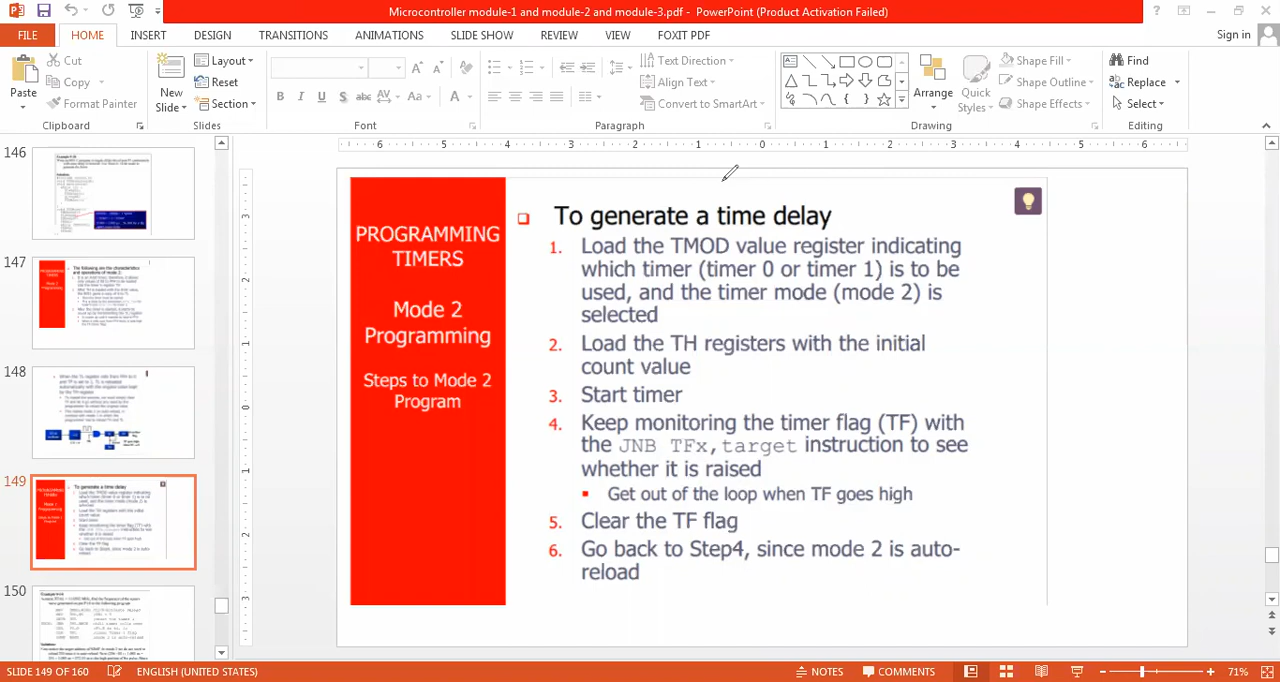 Microcontroller module-1 and module-2 and module-3.pdf - PowerPoint (Product Activation Failed)
FILE HOME INSERT DESIGN TRANSITIONS ANIMATIONS SLIDE SHOW REVIEW VIEW FOXIT PDF Sign in
Paste
Cut
Copy
Format Painter
Clipboard
New
Slide
Layout
Reset
Section
Slides
Font
Text Direction
Align Text
Convert to SmartArt
Paragraph
Arrange
Quick
Styles
Shape Fill
Shape Outline
Shape Effects
Drawing
Find
Replace
Select
Editing
146
147
148
149
150
PROGRAMMING
TIMERS
Mode 2
Programming
Steps to Mode 2
Program
To generate a time delay
1. Load the TMOD value register indicating
which timer (timer 0 or timer 1) is to be
used, and the timer mode (mode 2) is
selected
2. Load the TH registers with the initial
count value
3. Start timer
4. Keep monitoring the timer flag (TF) with
the JNB TFx,target instruction to see
whether it is raised
Get out of the loop when TF goes high
5. Clear the TF flag
6. Go back to Step4, since mode 2 is auto-
reload
SLIDE 149 OF 160 ENGLISH (UNITED STATES) NOTES COMMENTS 71%